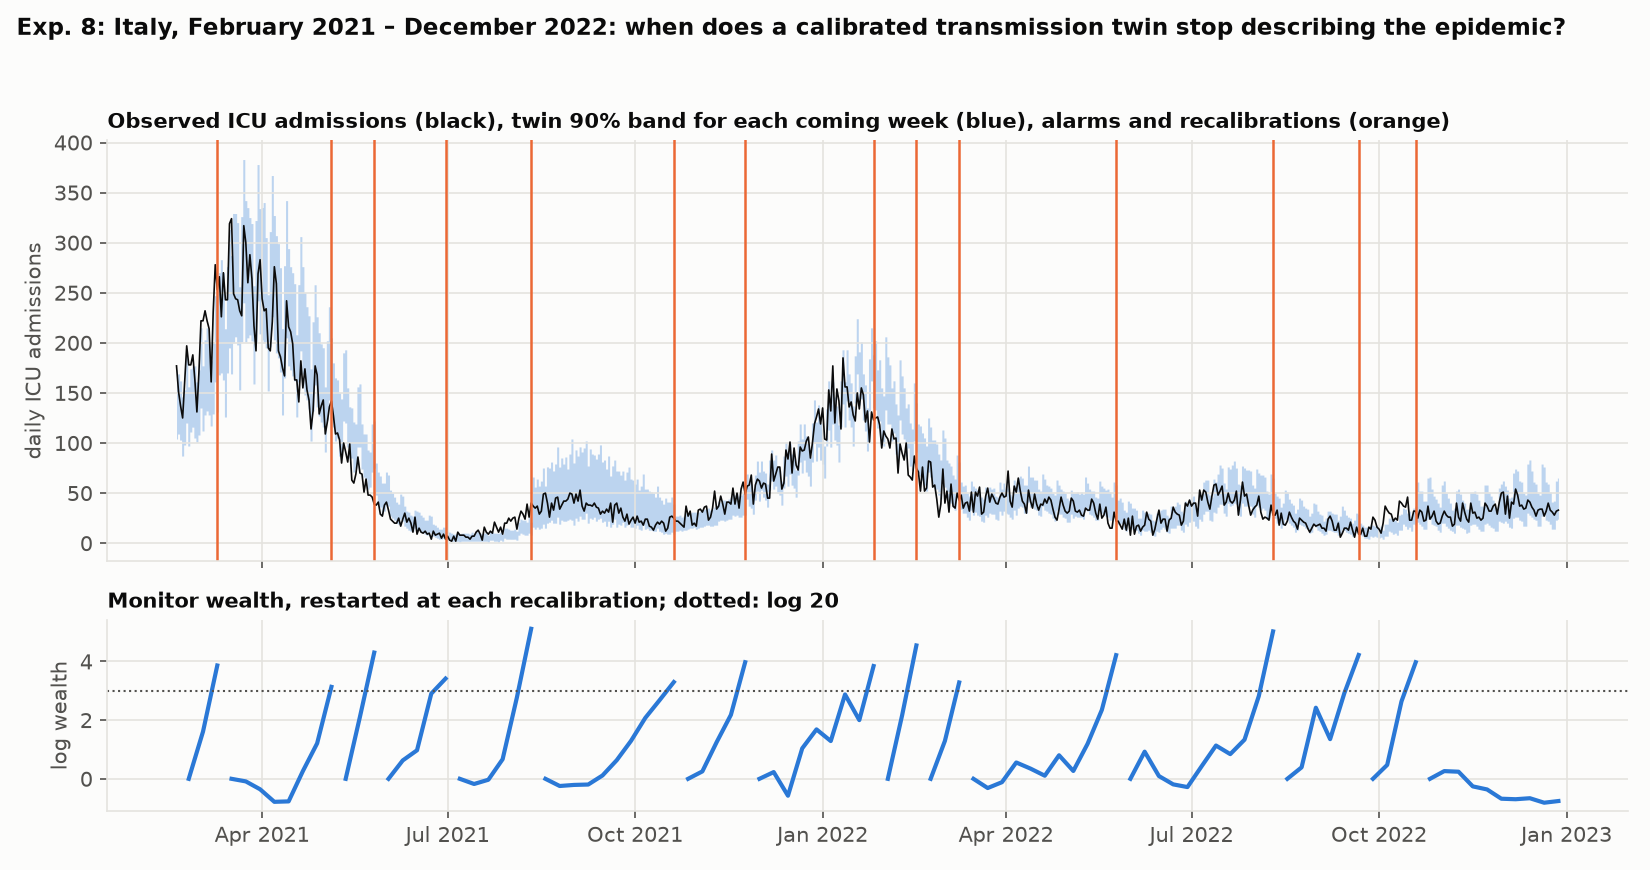 Exp. 8: Italy, February 2021 – December 2022: when does a calibrated transmission twin stop describing the epidemic?
Observed ICU admissions (black), twin 90% band for each coming week (blue), alarms and recalibrations (orange)
daily ICU admissions
400
350
300
250
200
150
100
50
0
Monitor wealth, restarted at each recalibration; dotted: log 20
log wealth
4
2
0
Apr 2021 Jul 2021 Oct 2021 Jan 2022 Apr 2022 Jul 2022 Oct 2022 Jan 2023